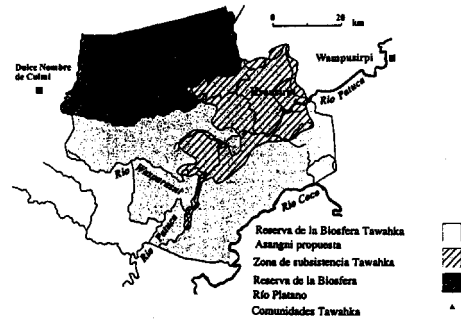 0 20
km
Dulce Nombre
de Culmí
Wampusirpi
Río Patuca
Río
Río Patuca
Río Coco
Reserva de la Biosfera Tawahka
Asangni propuesta
Zona de subsistencia Tawahka
Reserva de la Biosfera
Río Platano
Comunidades Tawahka